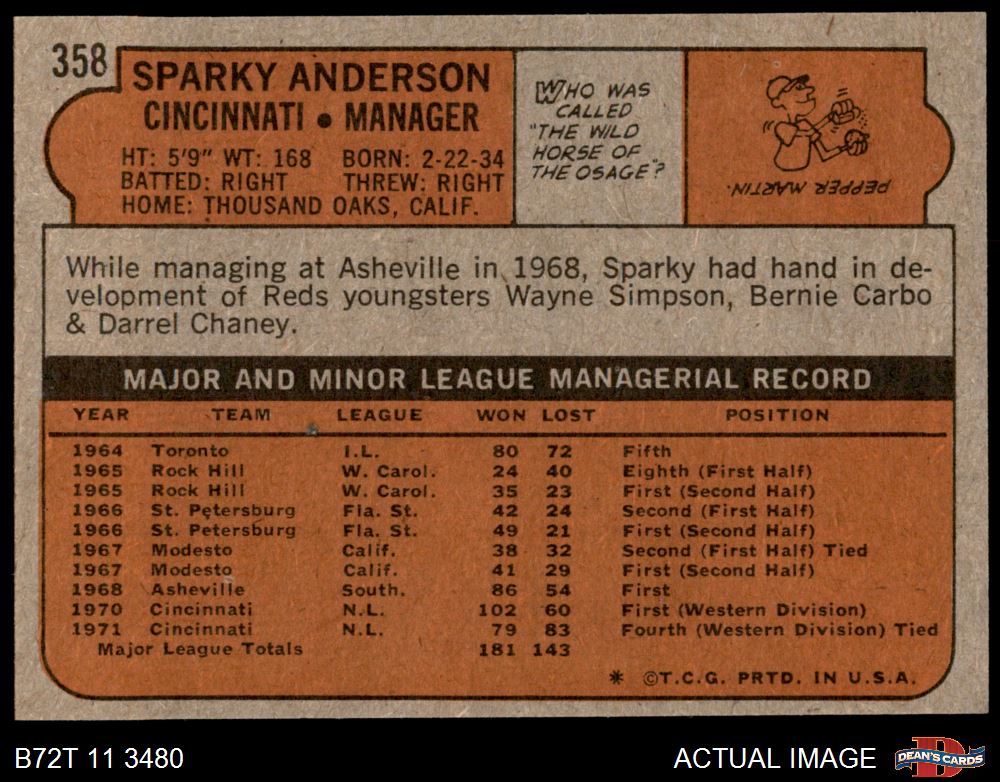 358
SPARKY ANDERSON
CINCINNATI • MANAGER
HT: 5'9" WT: 168 BORN: 2-22-34
BATTED: RIGHT THREW: RIGHT
HOME: THOUSAND OAKS, CALIF.
WHO WAS
CALLED
"THE WILD
HORSE OF
THE OSAGE"?
PEPPER MARTIN.
While managing at Asheville in 1968, Sparky had hand in de-
velopment of Reds youngsters Wayne Simpson, Bernie Carbo
& Darrel Chaney.
MAJOR AND MINOR LEAGUE MANAGERIAL RECORD
YEAR TEAM LEAGUE WON LOST POSITION
1964 Toronto I.L. 80 72 Fifth
1965 Rock Hill W. Carol. 24 40 Eighth (First Half)
1965 Rock Hill W. Carol. 35 23 First (Second Half)
1966 St. Petersburg Fla. St. 42 24 Second (First Half)
1966 St. Petersburg Fla. St. 49 21 First (Second Half)
1967 Modesto Calif. 38 32 Second (First Half) Tied
1967 Modesto Calif. 41 29 First (Second Half)
1968 Asheville South. 86 54 First
1970 Cincinnati N.L. 102 60 First (Western Division)
1971 Cincinnati N.L. 79 83 Fourth (Western Division) Tied
Major League Totals 181 143
* ©T.C.G. PRTD. IN U.S.A.
B72T 11 3480
ACTUAL IMAGE
D
DEAN'S CARDS